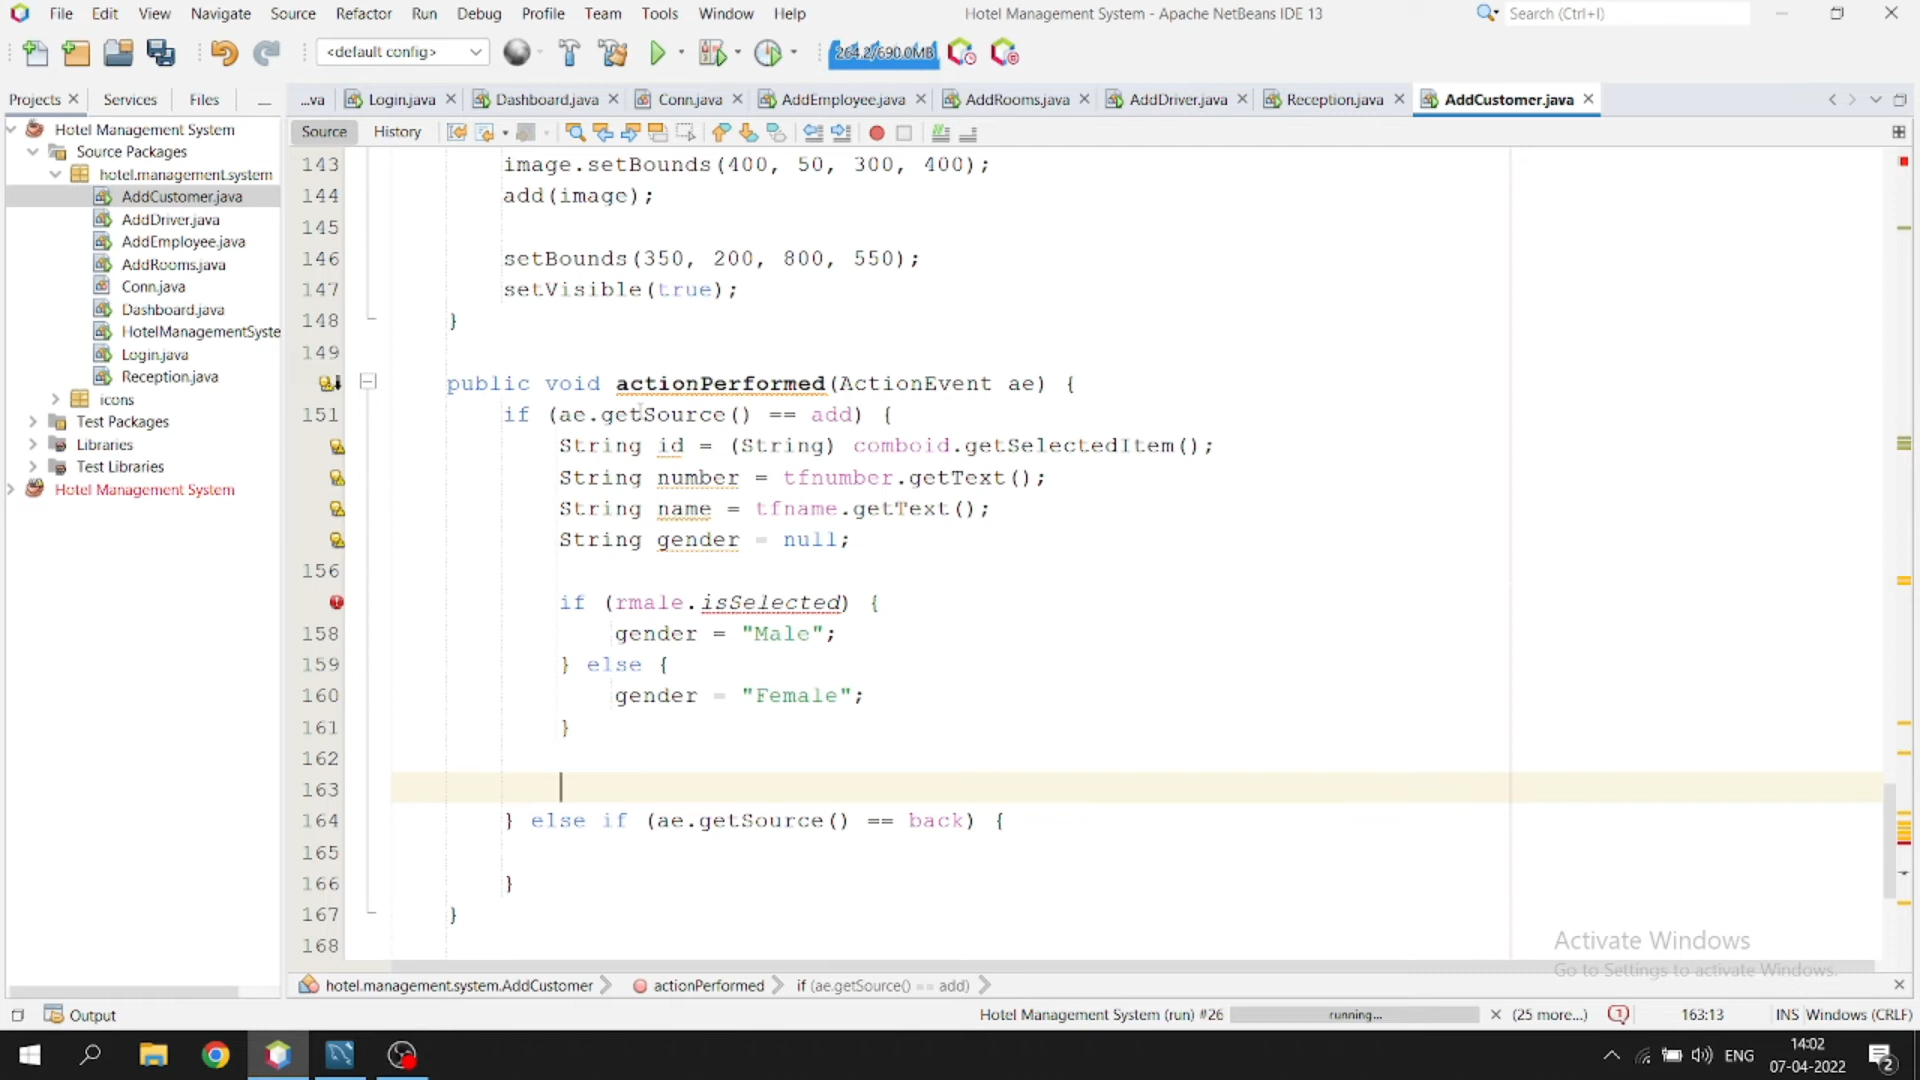 File Edit View Navigate Source Refactor Run Debug Profile Team Tools Window Help
Hotel Management System - Apache NetBeans IDE 13
Search (Ctrl+I)
<default config>
264.2/690.0MB
Projects Services Files
...va Login.java Dashboard.java Conn.java AddEmployee.java AddRooms.java AddDriver.java Reception.java AddCustomer.java
Source History
Hotel Management System
Source Packages
hotel.management.system
AddCustomer.java
AddDriver.java
AddEmployee.java
AddRooms.java
Conn.java
Dashboard.java
HotelManagementSyste
Login.java
Reception.java
icons
Test Packages
Libraries
Test Libraries
Hotel Management System
143 image.setBounds(400, 50, 300, 400);
144 add(image);
145
146 setBounds(350, 200, 800, 550);
147 setVisible(true);
148 }
149
public void actionPerformed(ActionEvent ae) {
151 if (ae.getSource() == add) {
String id = (String) comboid.getSelectedItem();
String number = tfnumber.getText();
String name = tfname.getText();
String gender = null;
156
if (rmale.isSelected) {
158 gender = "Male";
159 } else {
160 gender = "Female";
161 }
162
163
164 } else if (ae.getSource() == back) {
165
166 }
167 }
168
Activate Windows
Go to Settings to activate Windows.
hotel.management.system.AddCustomer actionPerformed if (ae.getSource() == add)
Output
Hotel Management System (run) #26 running... (25 more...) 1 163:13 INS Windows (CRLF)
ENG
14:02
07-04-2022
2